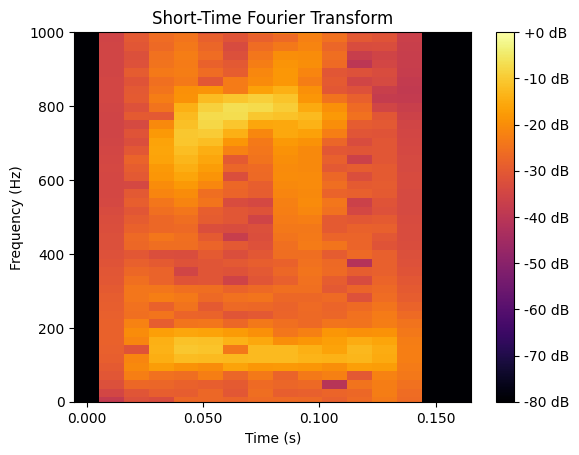 Short-Time Fourier Transform
1000
800
600
400
200
0
Frequency (Hz)
0.000
0.050
0.100
0.150
Time (s)
+0 dB
-10 dB
-20 dB
-30 dB
-40 dB
-50 dB
-60 dB
-70 dB
-80 dB